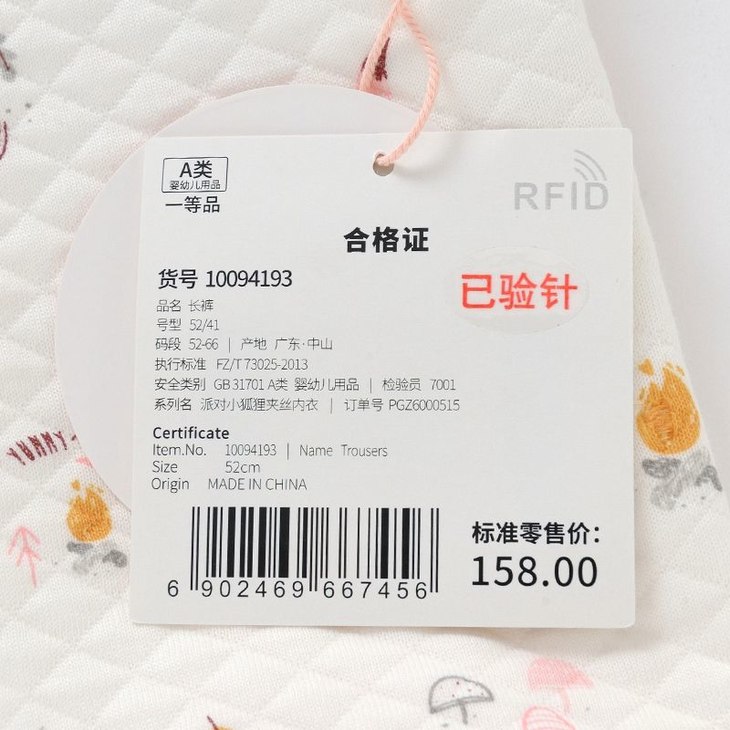 A类
婴幼儿用品
一等品
RFID
合格证
货号 10094193
已验针
品名 长裤
号型 52/41
码段 52-66 | 产地 广东·中山
执行标准 FZ/T 73025-2013
安全类别 GB 31701 A类 婴幼儿用品 | 检验员 7001
系列名 派对小狐狸夹丝内衣 | 订单号 PGZ6000515
Certificate
Item.No. 10094193 | Name Trousers
Size 52cm
Origin MADE IN CHINA
标准零售价:
158.00
6 902469 667456